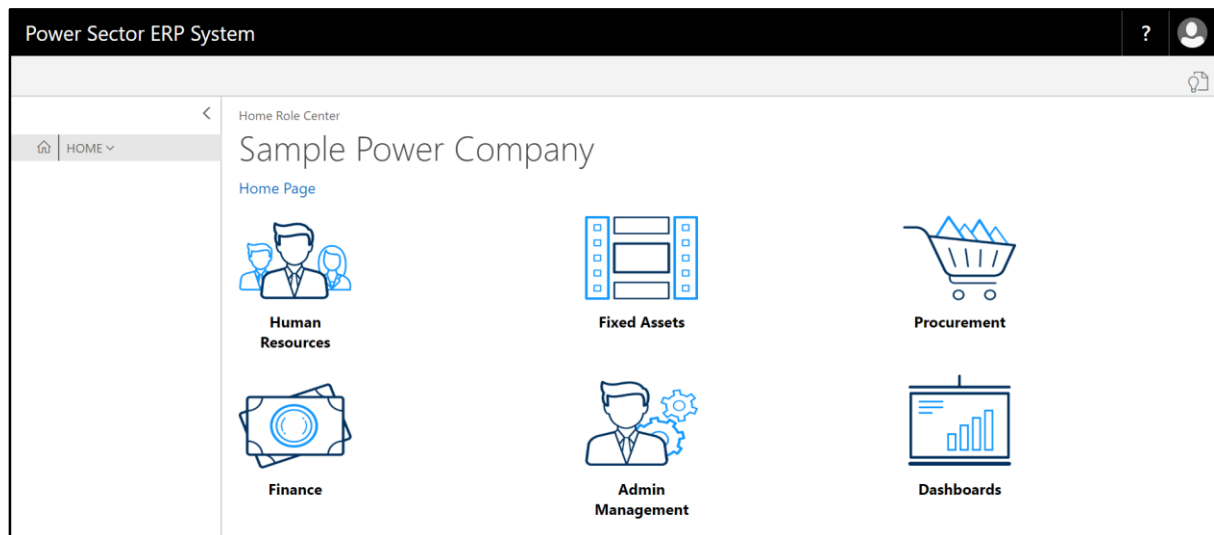 Power Sector ERP System
?
HOME
Home Role Center
Sample Power Company
Home Page
Human
Resources
Fixed Assets
Procurement
Finance
Admin
Management
Dashboards